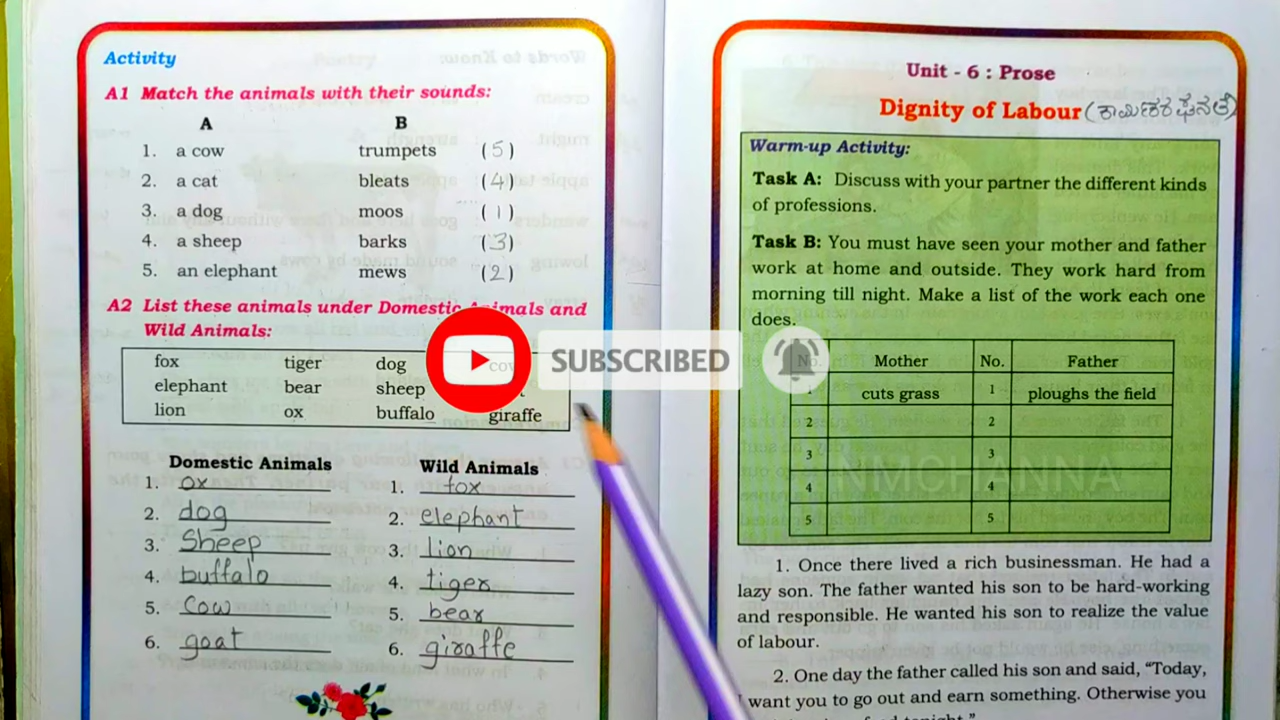 Activity
A1 Match the animals with their sounds:
A B
1. a cow trumpets (5)
2. a cat bleats (4)
3. a dog moos (1)
4. a sheep barks (3)
5. an elephant mews (2)
A2 List these animals under Domestic Animals and
Wild Animals:
fox tiger dog cow
elephant bear sheep
lion ox buffalo giraffe
Domestic Animals Wild Animals
1. ox 1. fox
2. dog 2. elephant
3. Sheep 3. lion
4. buffalo 4. tiger
5. Cow 5. bear
6. goat 6. giraffe
SUBSCRIBED
Unit - 6 : Prose
Dignity of Labour (ಕಾರ್ಮಿಕರ ಘನತೆ)
Warm-up Activity:
Task A: Discuss with your partner the different kinds
of professions.
Task B: You must have seen your mother and father
work at home and outside. They work hard from
morning till night. Make a list of the work each one
does.
No. Mother No. Father
1 cuts grass 1 ploughs the field
2 2
3 3
4 4
5 5
NMCHANNA
1. Once there lived a rich businessman. He had a
lazy son. The father wanted his son to be hard-working
and responsible. He wanted his son to realize the value
of labour.
2. One day the father called his son and said, “Today,
I want you to go out and earn something. Otherwise you